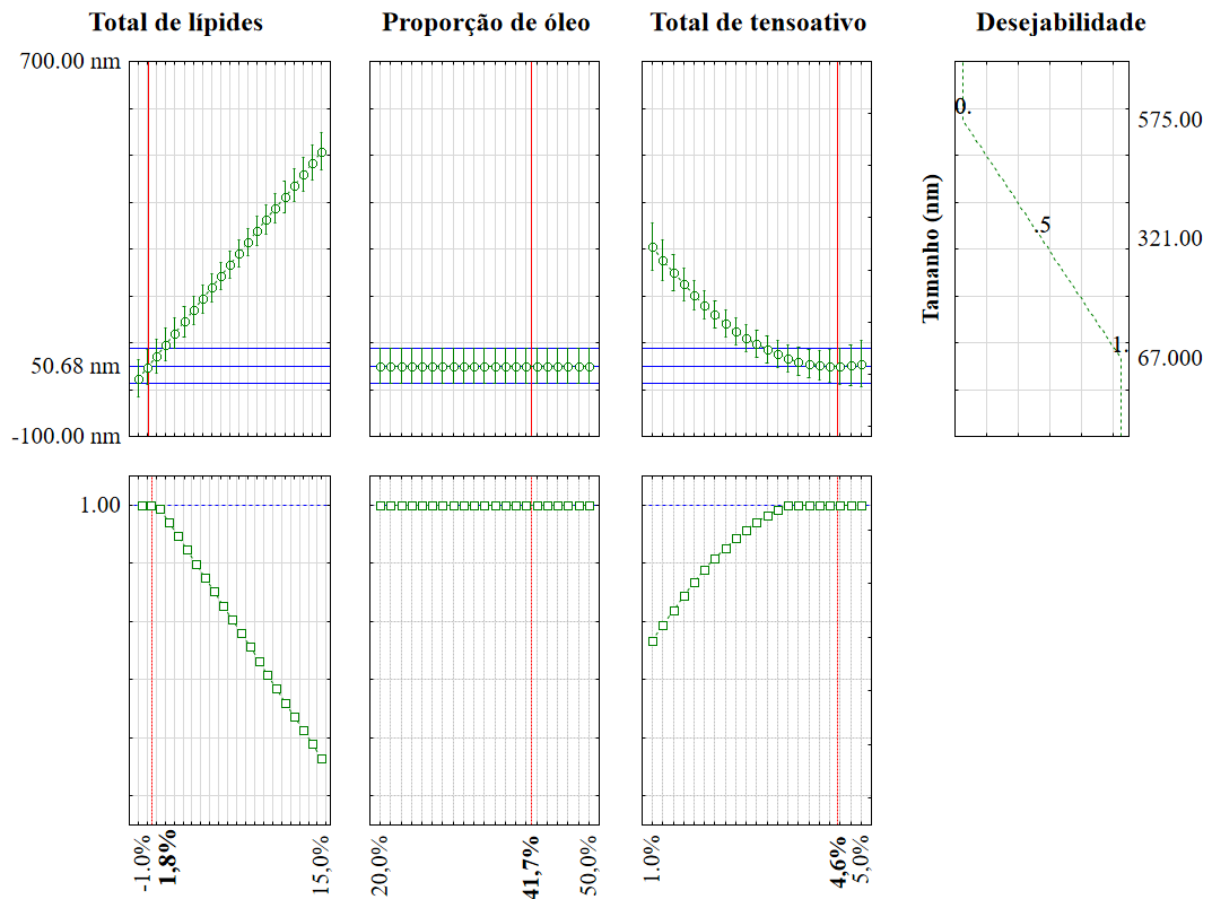 Total de lípides
Proporção de óleo
Total de tensoativo
Desejabilidade
700.00 nm
50.68 nm
-100.00 nm
0.
.5
1.
Tamanho (nm)
575.00
321.00
67.000
1.00
-1.0%
1,8%
15,0%
20,0%
41,7%
50,0%
1.0%
4,6%
5,0%